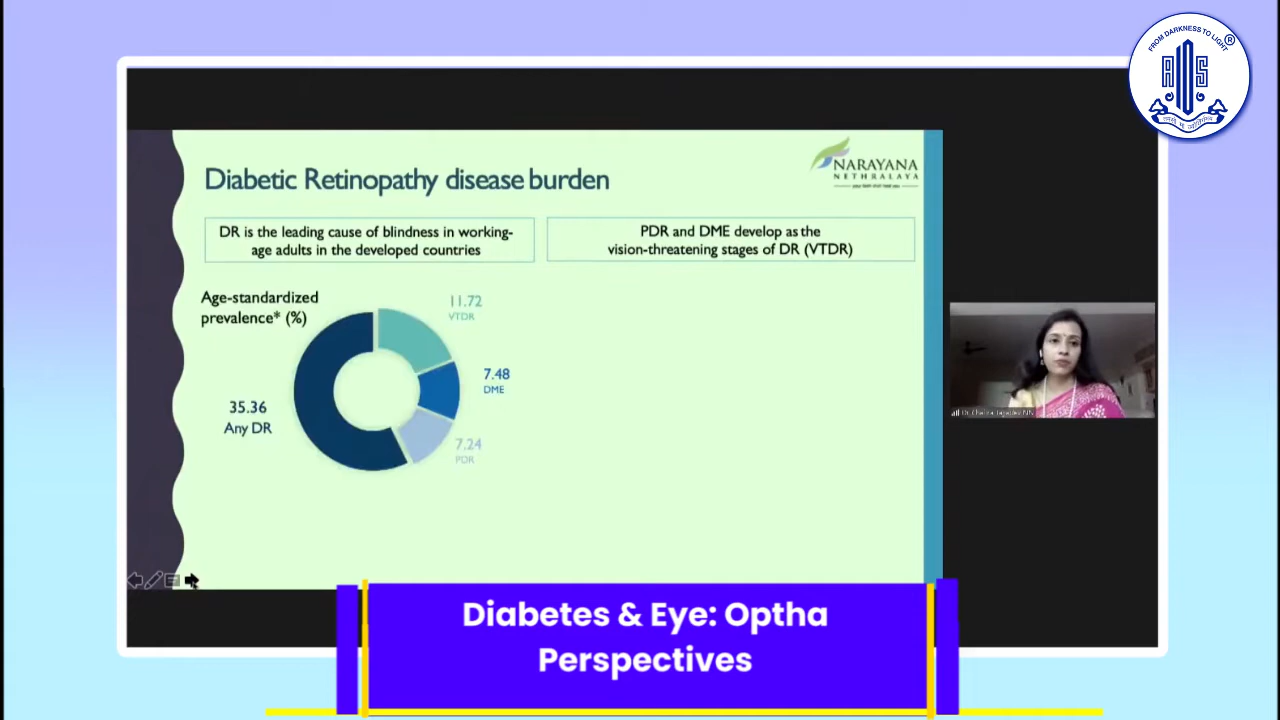 FROM DARKNESS TO LIGHT
®
AIOS
NARAYANA
NETHRALAYA
Diabetic Retinopathy disease burden
DR is the leading cause of blindness in working-
age adults in the developed countries
PDR and DME develop as the
vision-threatening stages of DR (VTDR)
Age-standardized
prevalence* (%)
11.72
VTDR
7.48
DME
35.36
Any DR
7.24
PDR
Diabetes & Eye: Optha
Perspectives